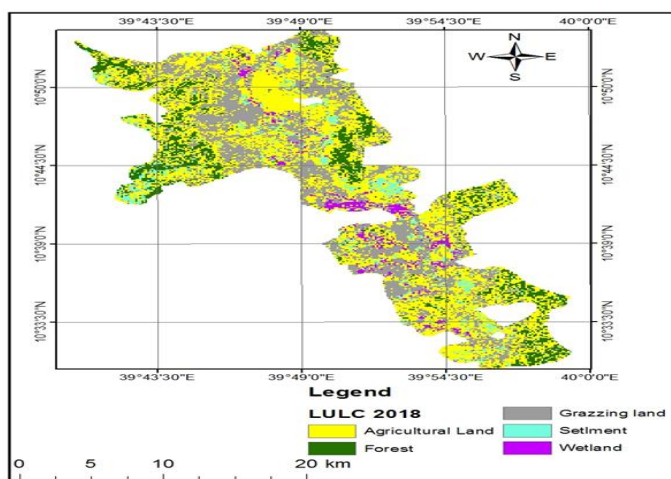 39°43'30"E 39°49'0"E 39°54'30"E 40°0'0"E
N
W E
S
10°50'0"N 10°50'0"N
10°44'30"N 10°44'30"N
10°39'0"N 10°39'0"N
10°33'30"N 10°33'30"N
39°43'30"E 39°49'0"E 39°54'30"E 40°0'0"E
Legend
LULC 2018
Agricultural Land
Forest
Grazzing land
Setlment
Wetland
0 5 10 20
km